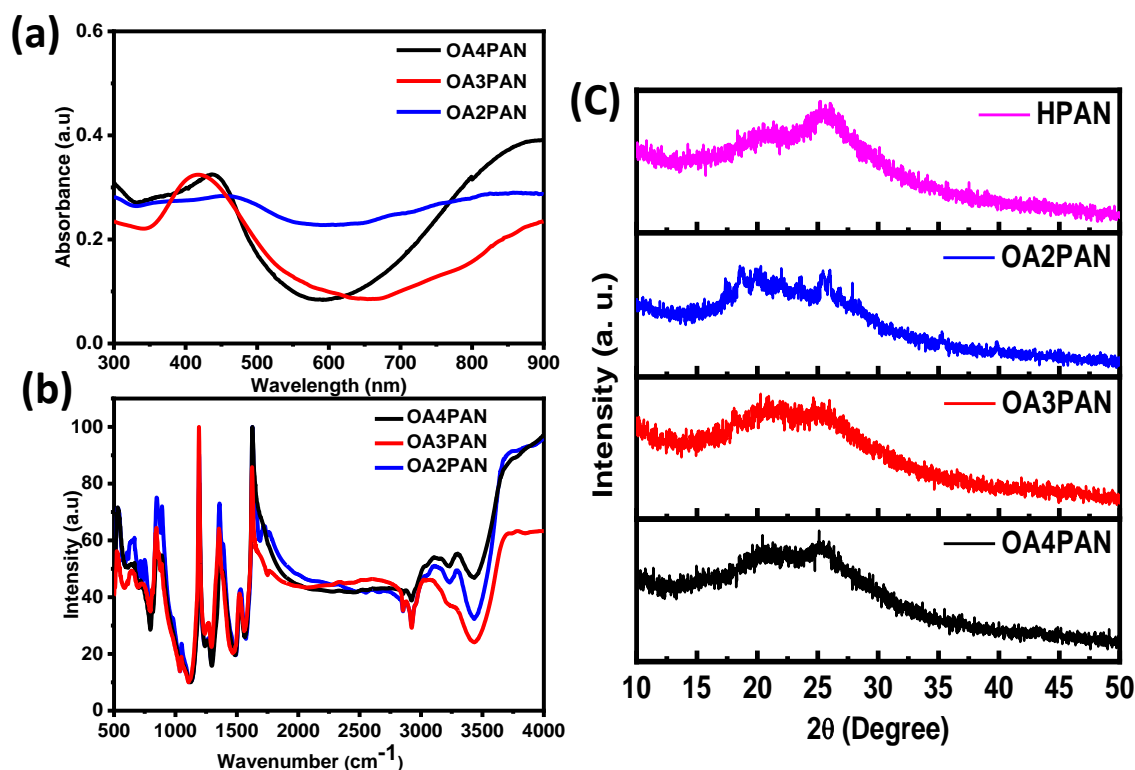 (a)
0.6
0.4
0.2
0.0
Absorbance (a.u)
OA4PAN
OA3PAN
OA2PAN
300 400 500 600 700 800 900
Wavelength (nm)
(b)
100
80
60
40
20
0
Intensity (a.u)
OA4PAN
OA3PAN
OA2PAN
500 1000 1500 2000 2500 3000 3500 4000
Wavenumber (cm-1)
(C)
Intensity (a. u.)
HPAN
OA2PAN
OA3PAN
OA4PAN
10 15 20 25 30 35 40 45 50
2θ (Degree)